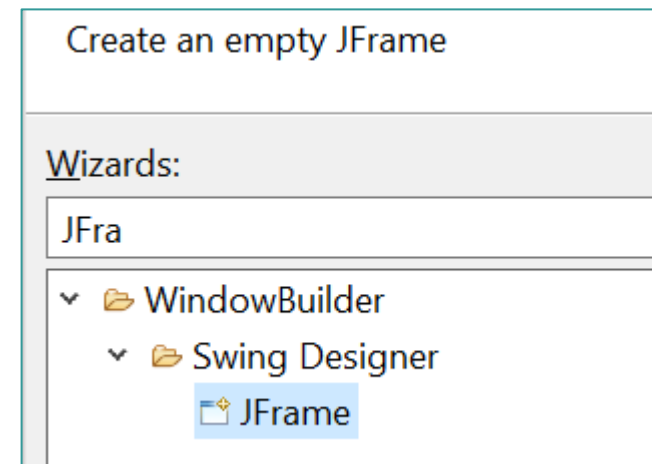 Create an empty JFrame
Wizards:
JFra
WindowBuilder
Swing Designer
JFrame